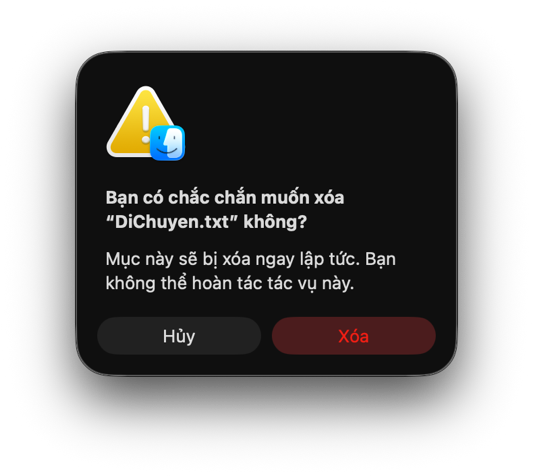 Bạn có chắc chắn muốn xóa
“DiChuyen.txt” không?
Mục này sẽ bị xóa ngay lập tức. Bạn
không thể hoàn tác tác vụ này.
Hủy
Xóa